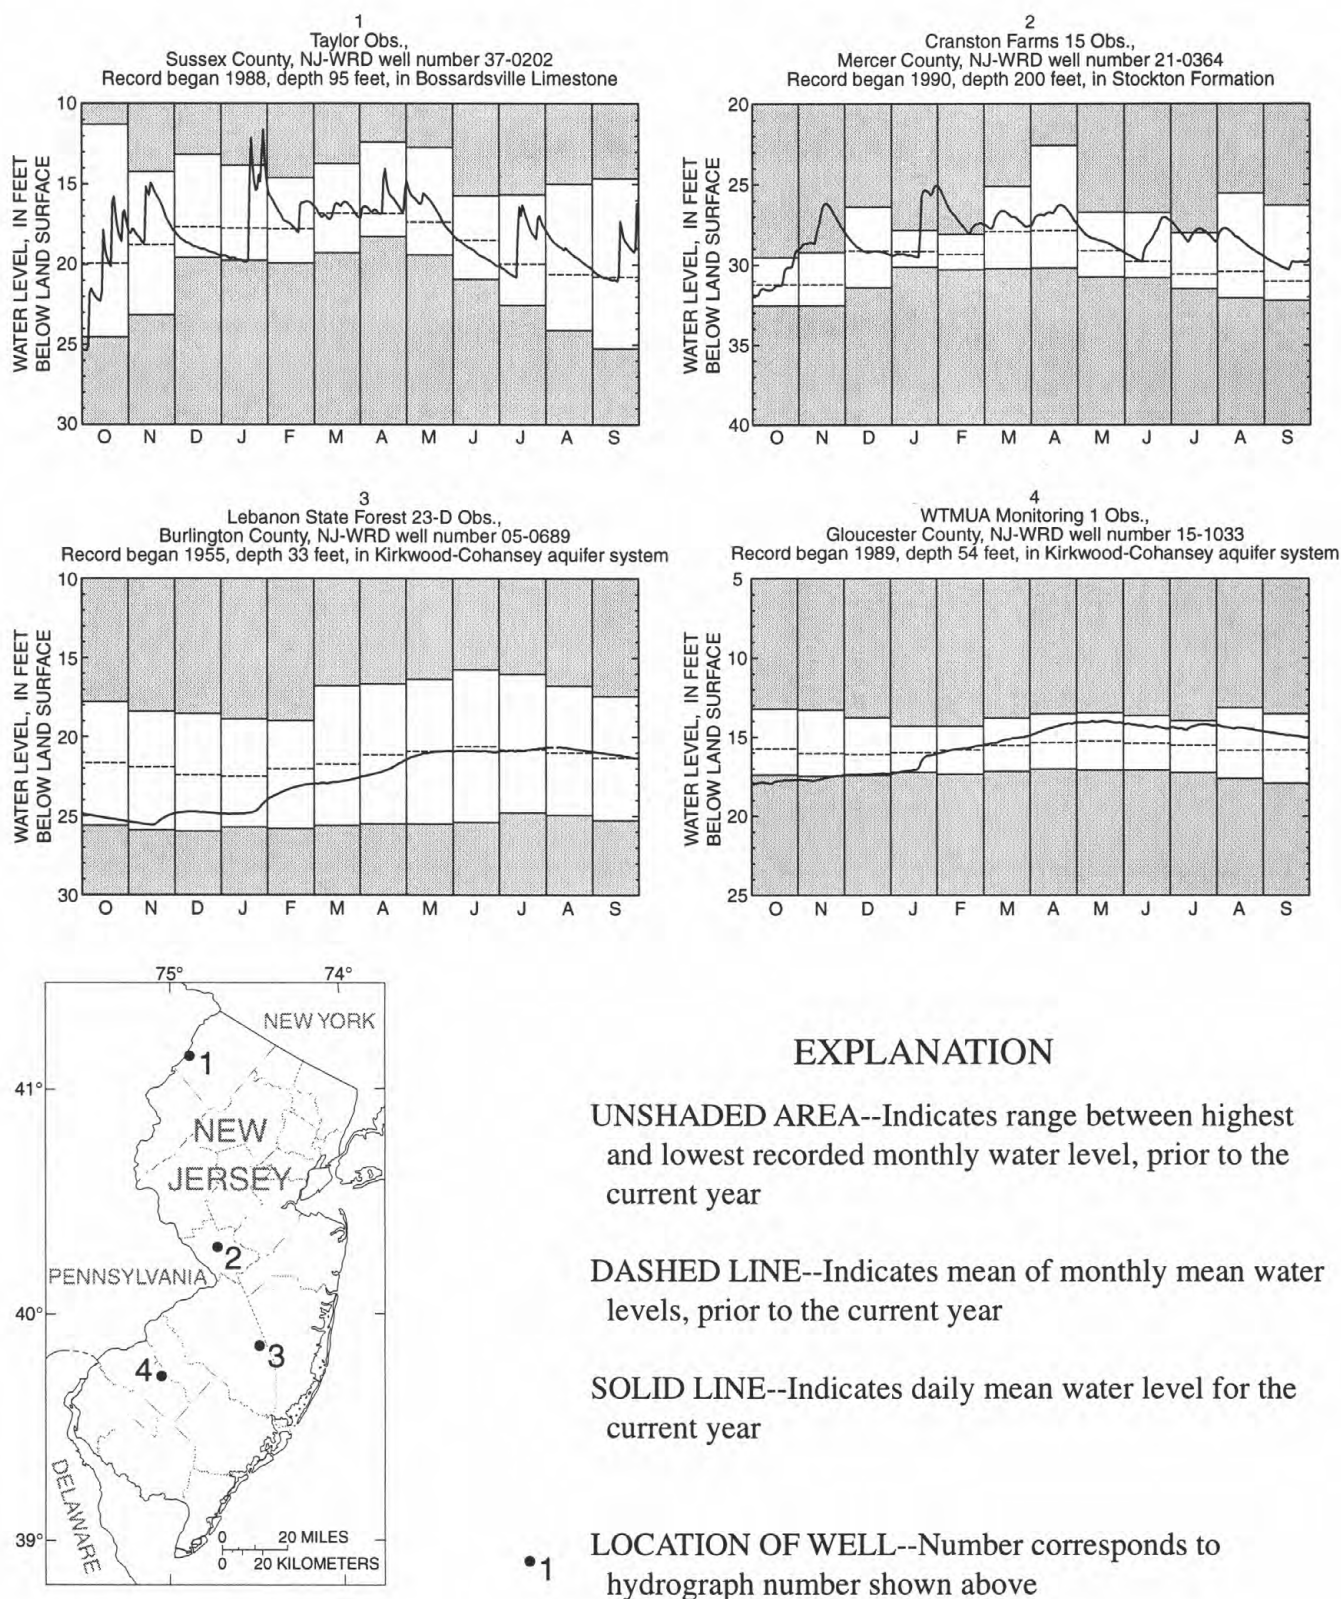 1
Taylor Obs.,
Sussex County, NJ-WRD well number 37-0202
Record began 1988, depth 95 feet, in Bossardsville Limestone
WATER LEVEL, IN FEET
BELOW LAND SURFACE
10
15
20
25
30
O N D J F M A M J J A S
2
Cranston Farms 15 Obs.,
Mercer County, NJ-WRD well number 21-0364
Record began 1990, depth 200 feet, in Stockton Formation
WATER LEVEL, IN FEET
BELOW LAND SURFACE
20
25
30
35
40
O N D J F M A M J J A S
3
Lebanon State Forest 23-D Obs.,
Burlington County, NJ-WRD well number 05-0689
Record began 1955, depth 33 feet, in Kirkwood-Cohansey aquifer system
WATER LEVEL, IN FEET
BELOW LAND SURFACE
10
15
20
25
30
O N D J F M A M J J A S
4
WTMUA Monitoring 1 Obs.,
Gloucester County, NJ-WRD well number 15-1033
Record began 1989, depth 54 feet, in Kirkwood-Cohansey aquifer system
WATER LEVEL, IN FEET
BELOW LAND SURFACE
5
10
15
20
25
O N D J F M A M J J A S
75° 74°
NEW YORK
1
41°
NEW
JERSEY
2
PENNSYLVANIA
40°
3
4
DELAWARE
39°
0 20 MILES
0 20 KILOMETERS
EXPLANATION
UNSHADED AREA--Indicates range between highest
and lowest recorded monthly water level, prior to the
current year
DASHED LINE--Indicates mean of monthly mean water
levels, prior to the current year
SOLID LINE--Indicates daily mean water level for the
current year
•1 LOCATION OF WELL--Number corresponds to
hydrograph number shown above